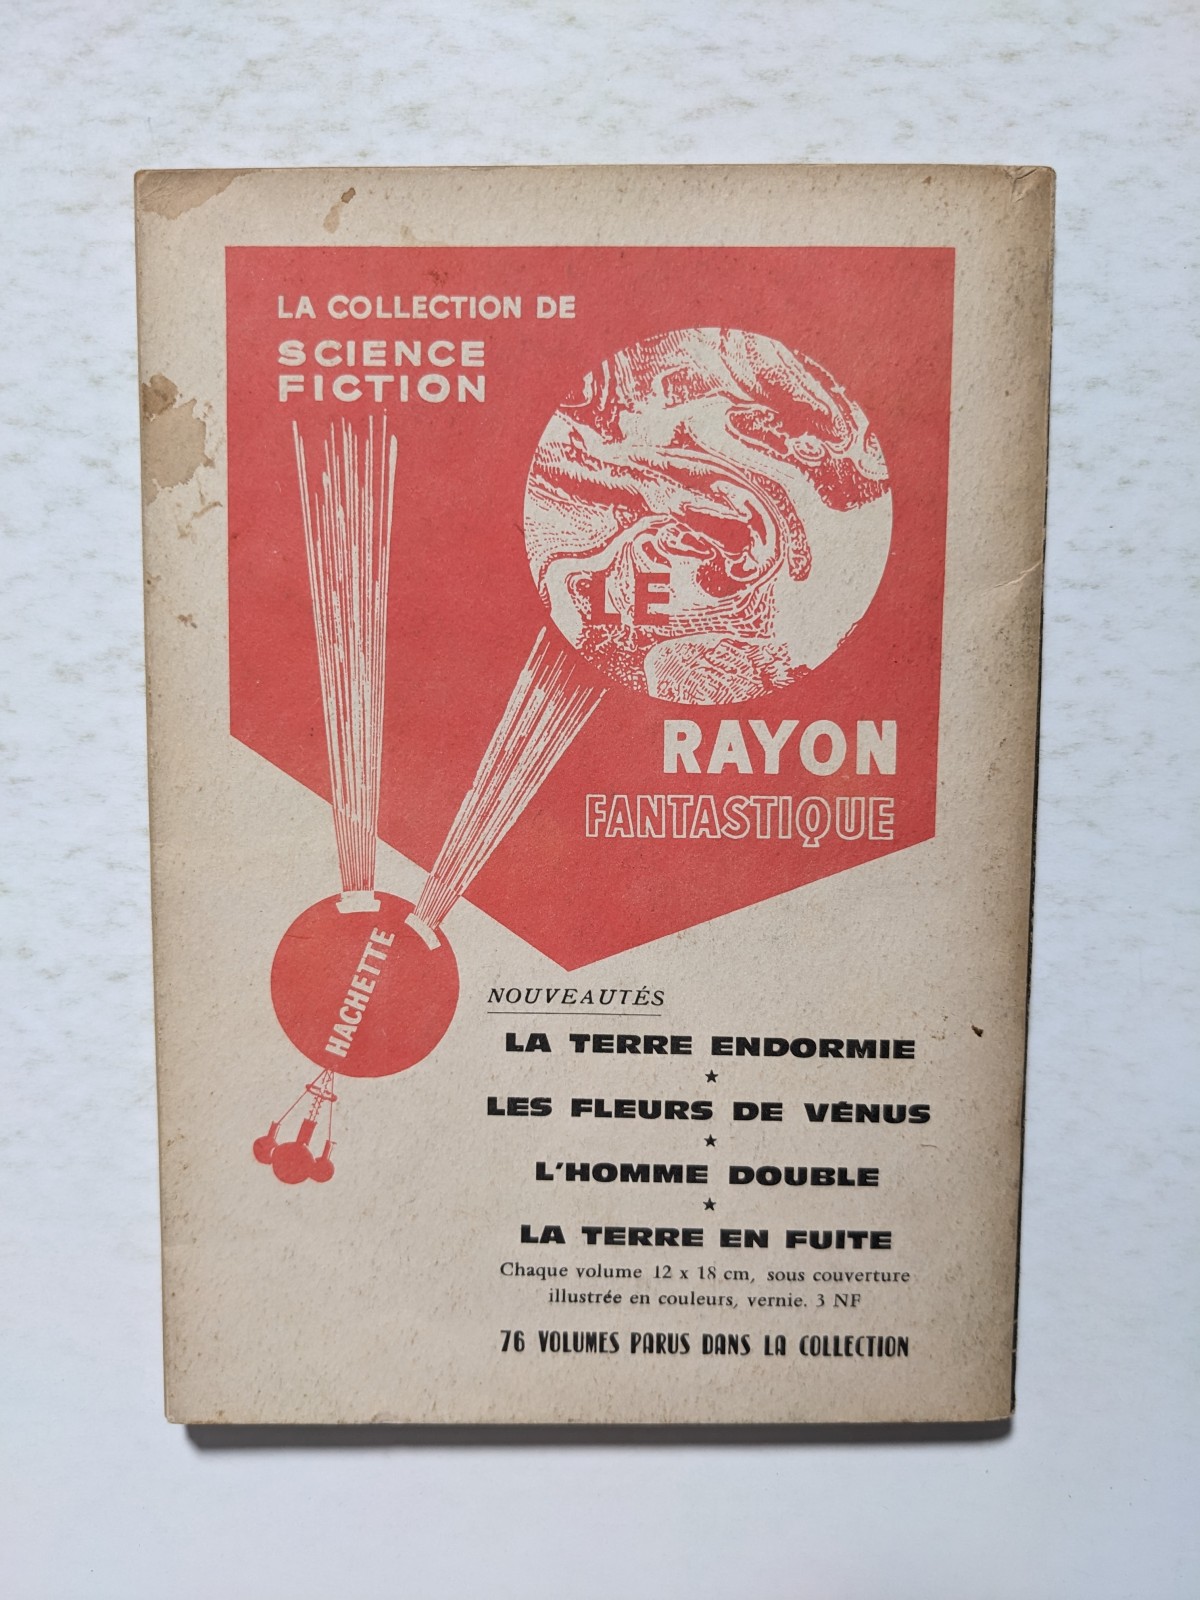 LA COLLECTION DE
SCIENCE
FICTION
LE
RAYON
FANTASTIQUE
HACHETTE
NOUVEAUTÉS
LA TERRE ENDORMIE
★
LES FLEURS DE VÉNUS
★
L'HOMME DOUBLE
★
LA TERRE EN FUITE
Chaque volume 12 x 18 cm, sous couverture
illustrée en couleurs, vernie. 3 NF
76 VOLUMES PARUS DANS LA COLLECTION